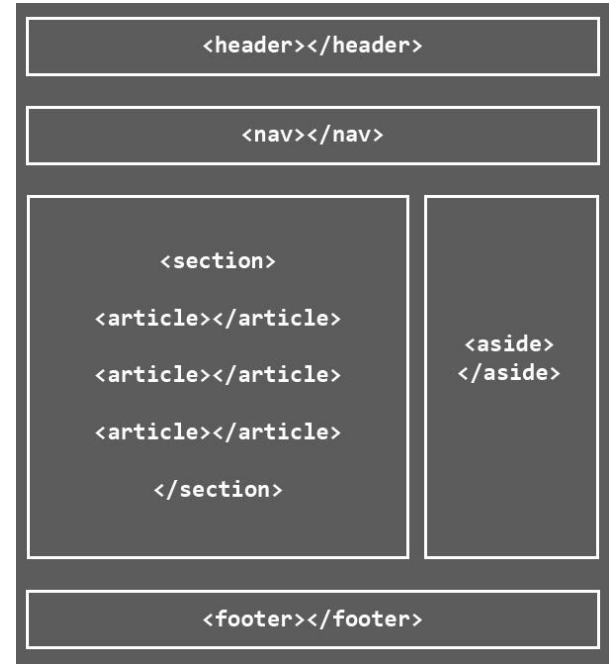 <header></header>
<nav></nav>
<section>
<article></article>
<article></article>
<article></article>
</section>
<aside>
</aside>
<footer></footer>